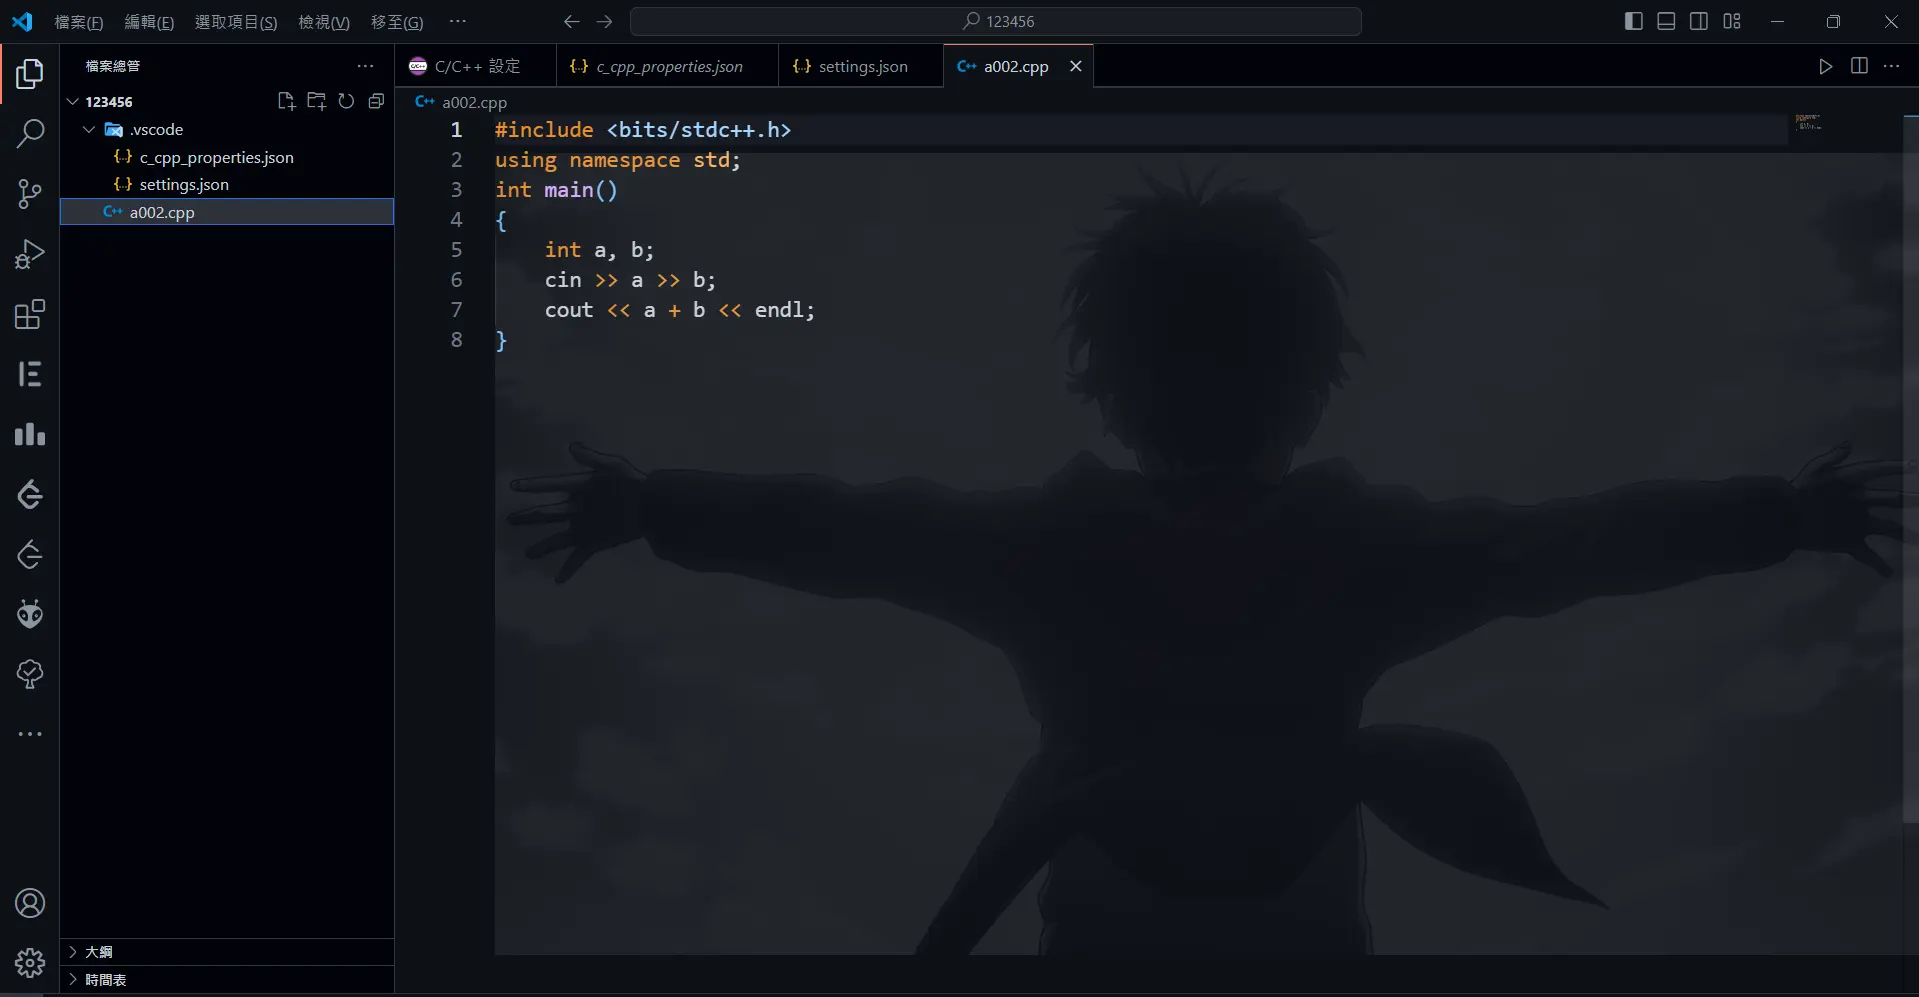 檔案(F) 編輯(E) 選取項目(S) 檢視(V) 移至(G) ··· 123456
檔案總管 ···
123456
.vscode
{..} c_cpp_properties.json
{..} settings.json
C++ a002.cpp
大綱
時間表
C/C++ C/C++ 設定 {..} c_cpp_properties.json {..} settings.json C++ a002.cpp
C++ a002.cpp
1 #include <bits/stdc++.h>
2 using namespace std;
3 int main()
4 {
5     int a, b;
6     cin >> a >> b;
7     cout << a + b << endl;
8 }